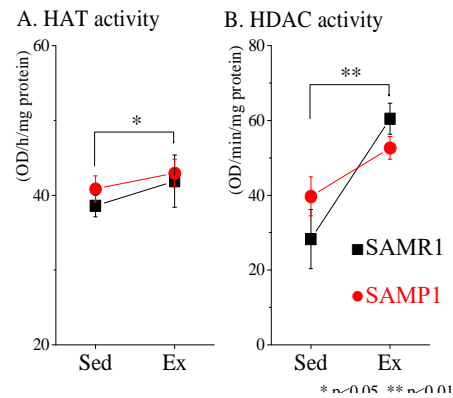 A. HAT activity
B. HDAC activity
(OD/h/mg protein)
60
40
20
*
Sed
Ex
(OD/min/mg protein)
80
60
40
20
0
**
SAMR1
SAMP1
Sed
Ex
* p<0.05, ** p<0.01